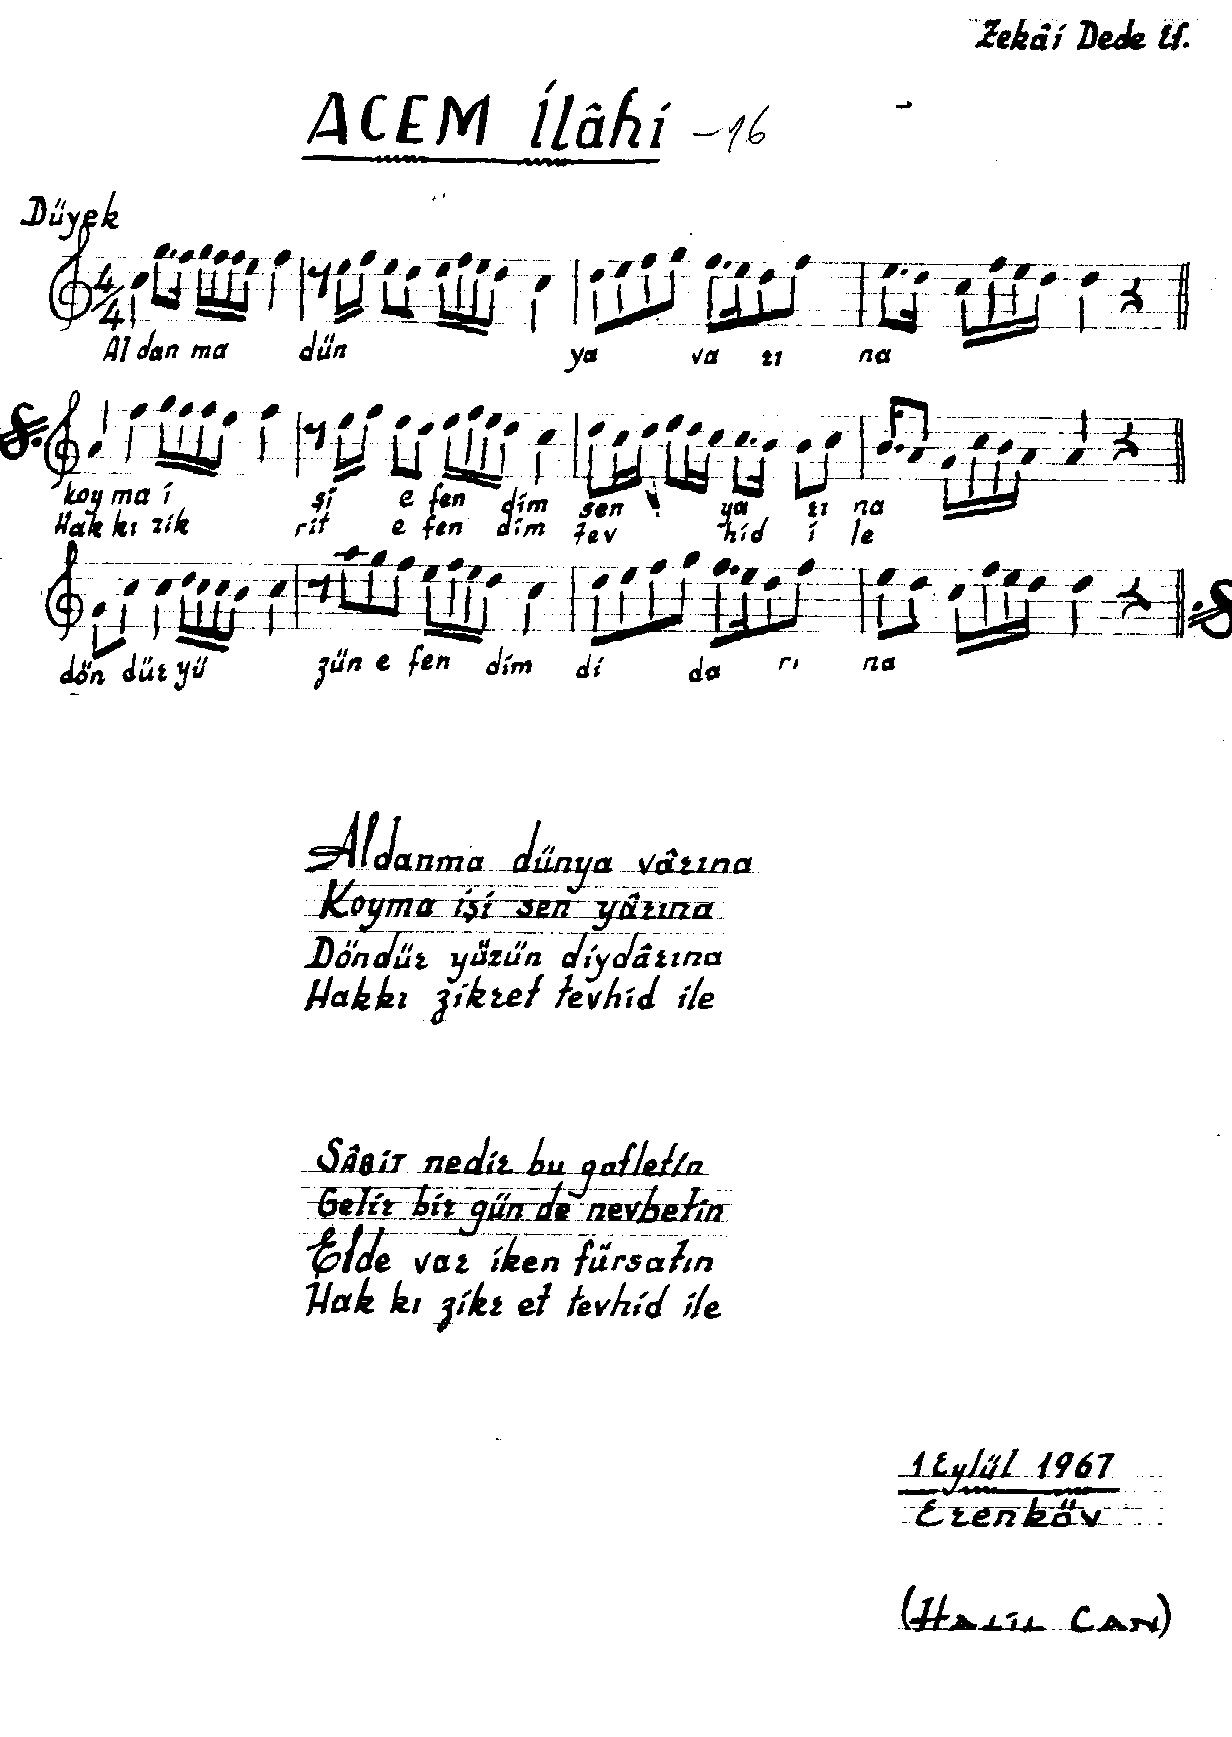 Zekâi Dede Ef.
ACEM İlâhi -16
Düyek
4/4
Al dan ma dün ya va rı na
koy ma i şi e fen dim sen ya rı na
Hak kı zik rit e fen dim tev hid i le
dön dür yü zün e fen dim di da rı na
Aldanma dünya vârına
Koyma işi sen yârına
Döndür yüzün diydârına
Hakkı zikret tevhid ile
SÂBİT nedir bu gafletin
Gelir bir gün de nevbetin
Elde var iken fürsatın
Hak kı zikr et tevhid ile
1 Eylül 1967
Erenköy
(HALİL CAN)